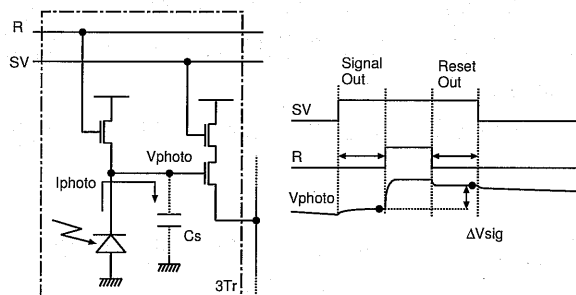 R
SV
Vphoto
Iphoto
Cs
3Tr
Signal
Out
Reset
Out
SV
R
Vphoto
ΔVsig